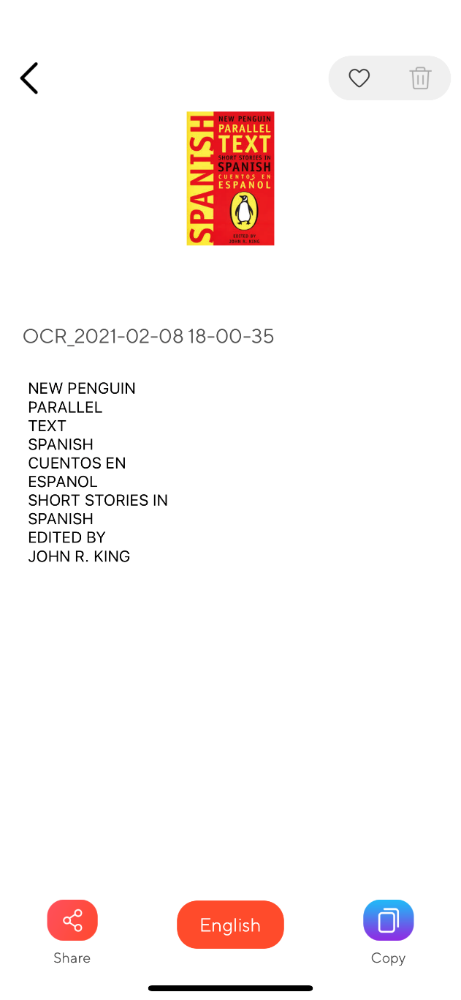 SPANISH
NEW PENGUIN
PARALLEL
TEXT
SHORT STORIES IN
SPANISH
CUENTOS EN
ESPAÑOL
EDITED BY
JOHN R. KING
OCR_2021-02-08 18-00-35
NEW PENGUIN
PARALLEL
TEXT
SPANISH
CUENTOS EN
ESPANOL
SHORT STORIES IN
SPANISH
EDITED BY
JOHN R. KING
English
Share
Copy